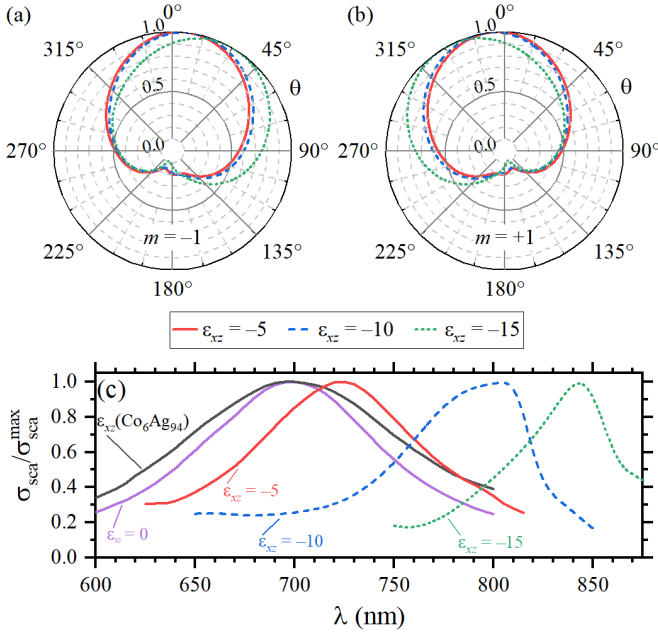 (a)
0°
1.0
315°
45°
0.5
θ
0.0
270°
90°
225°
135°
m = –1
180°
(b)
0°
1.0
315°
45°
0.5
θ
0.0
270°
90°
225°
135°
m = +1
180°
εxz = –5
εxz = –10
εxz = –15
(c)
1.0
0.8
0.6
0.4
0.2
0.0
σsca/σsca^max
εxz(Co6Ag94)
εxz = 0
εxz = –5
εxz = –10
εxz = –15
600
650
700
750
800
850
λ (nm)